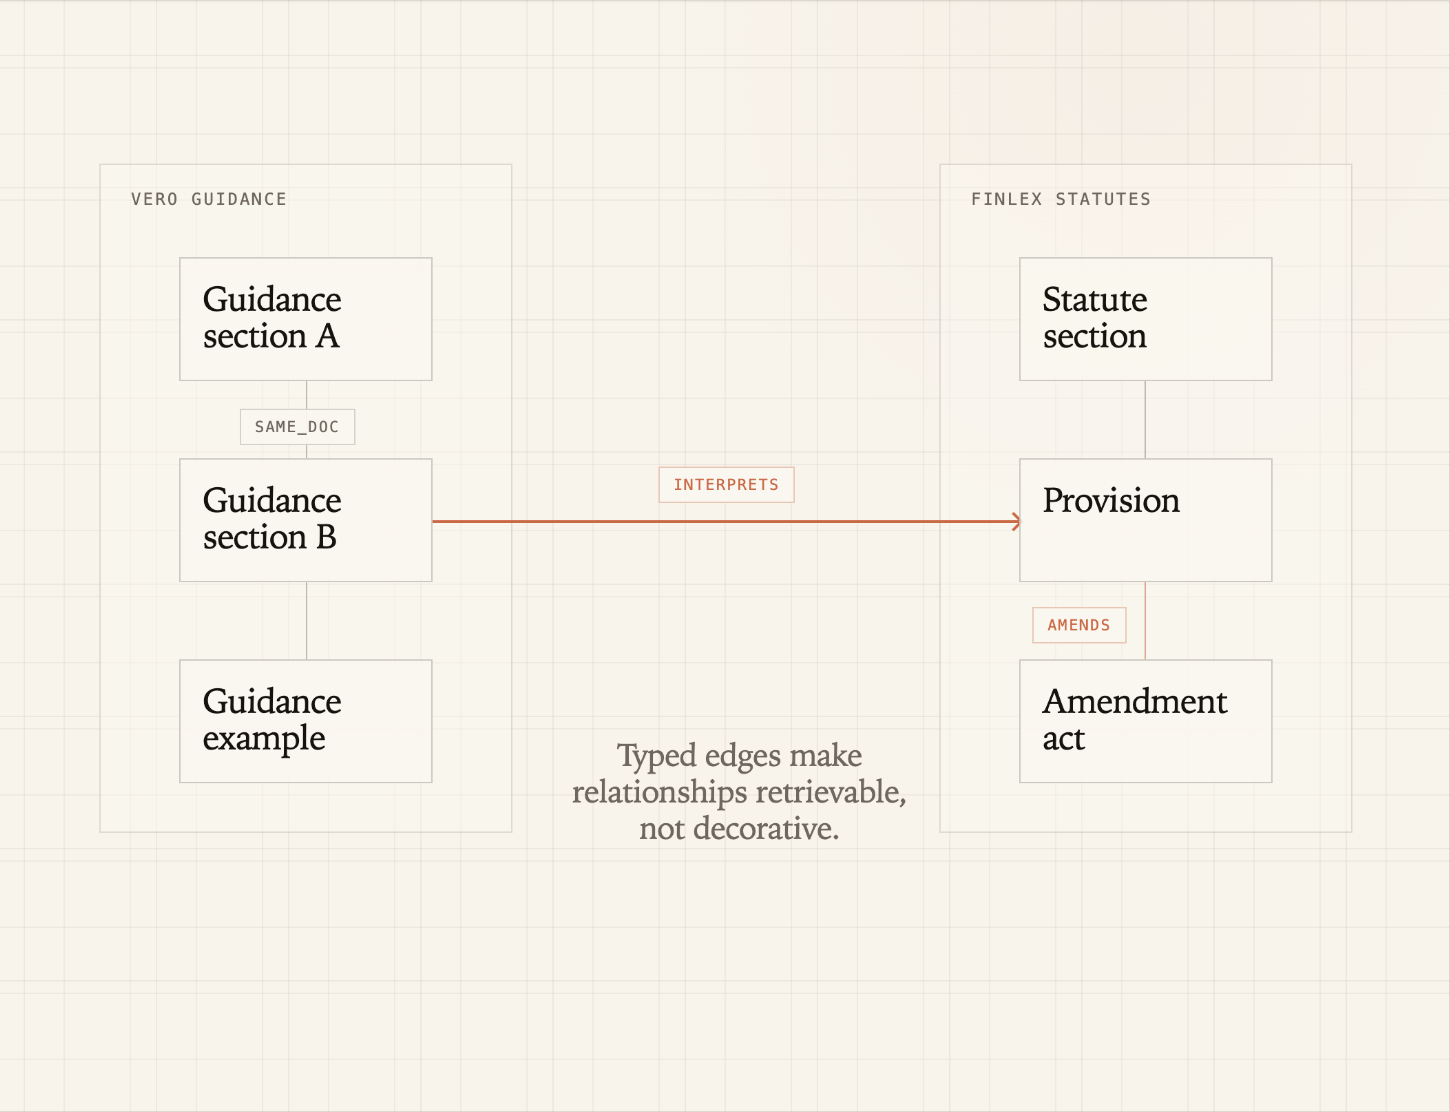 VERO GUIDANCE
Guidance
section A
SAME_DOC
Guidance
section B
Guidance
example
INTERPRETS
Typed edges make
relationships retrievable,
not decorative.
FINLEX STATUTES
Statute
section
Provision
AMENDS
Amendment
act